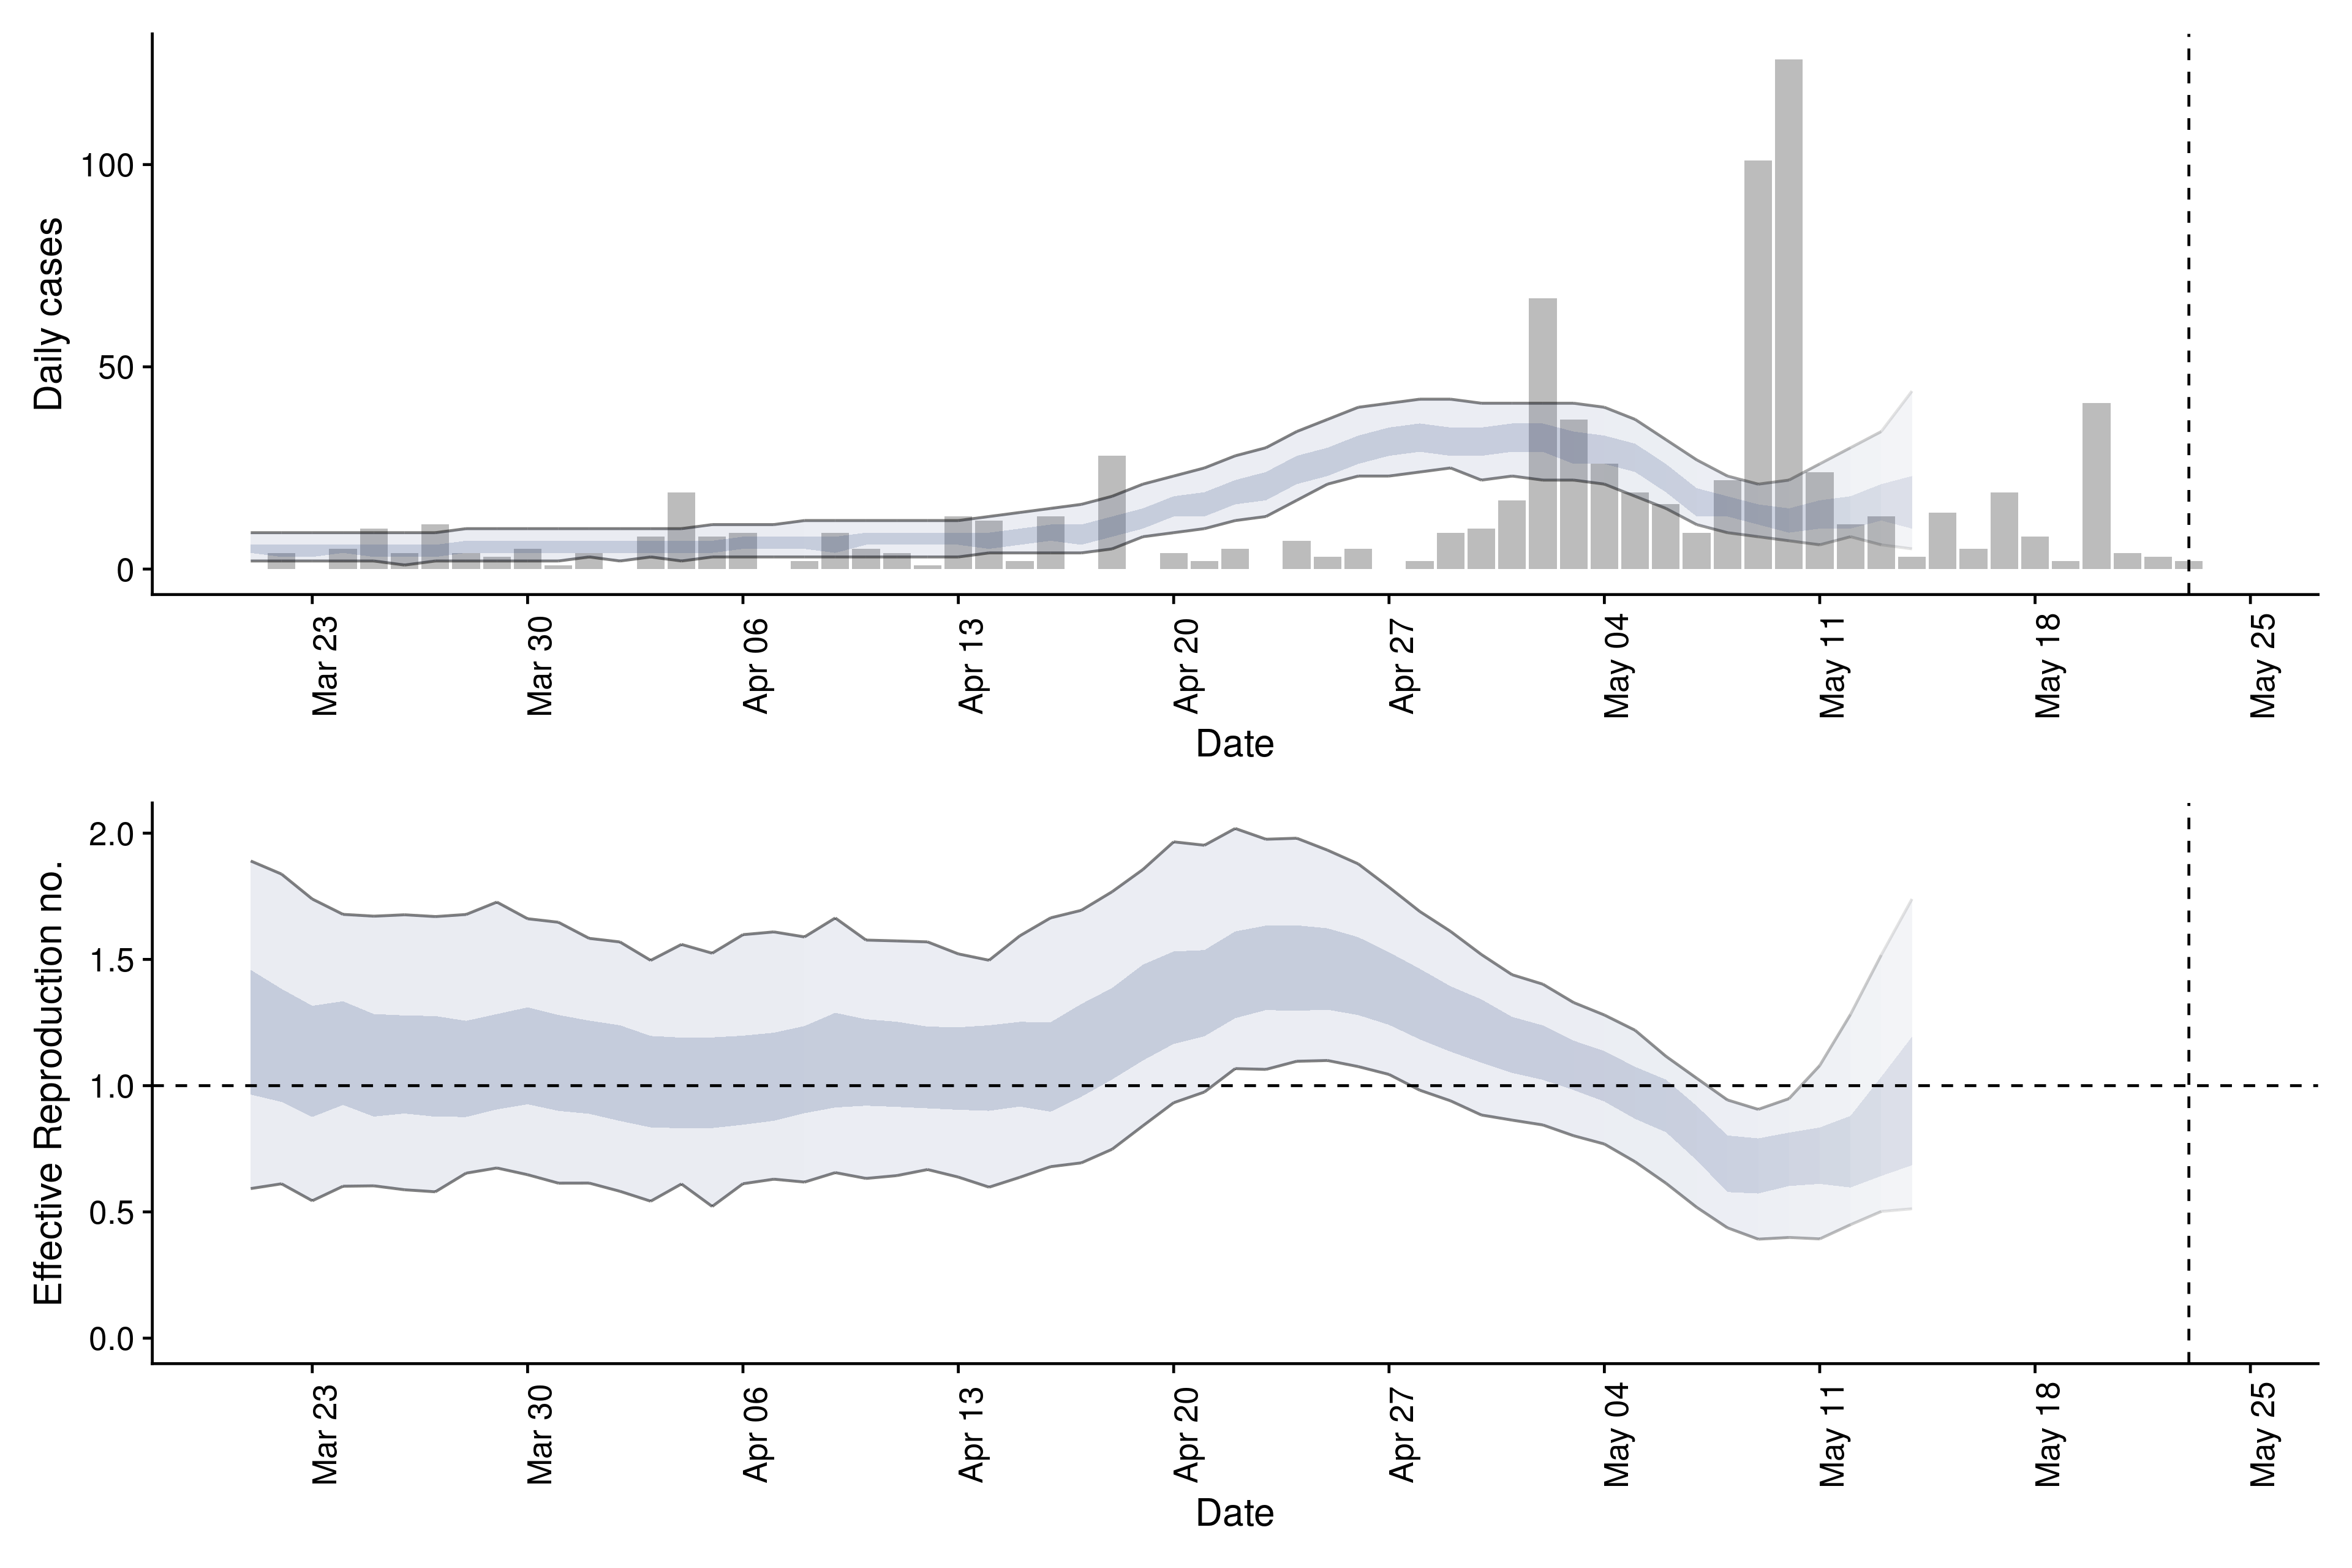 Daily cases
100
50
0
Mar 23
Mar 30
Apr 06
Apr 13
Apr 20
Apr 27
May 04
May 11
May 18
May 25
Date
Effective Reproduction no.
2.0
1.5
1.0
0.5
0.0
Mar 23
Mar 30
Apr 06
Apr 13
Apr 20
Apr 27
May 04
May 11
May 18
May 25
Date